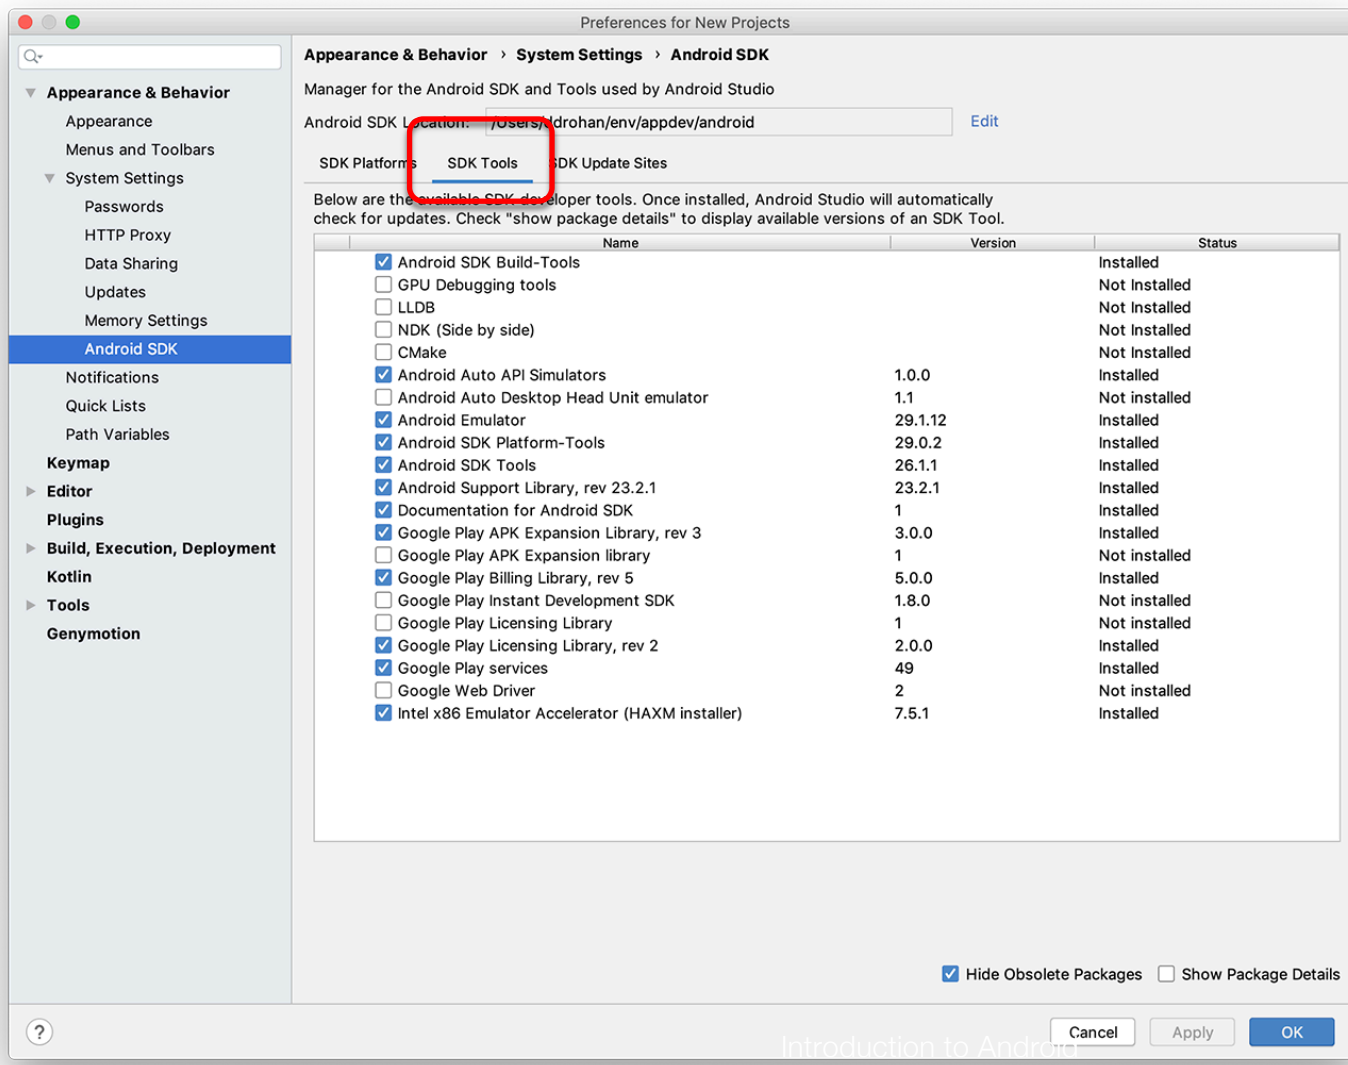 Preferences for New Projects
Appearance & Behavior
Appearance
Menus and Toolbars
System Settings
Passwords
HTTP Proxy
Data Sharing
Updates
Memory Settings
Android SDK
Notifications
Quick Lists
Path Variables
Keymap
Editor
Plugins
Build, Execution, Deployment
Kotlin
Tools
Genymotion
Appearance & Behavior › System Settings › Android SDK
Manager for the Android SDK and Tools used by Android Studio
Android SDK Location: /Users/ddrohan/env/appdev/android Edit
SDK Platforms SDK Tools SDK Update Sites
Below are the available SDK developer tools. Once installed, Android Studio will automatically
check for updates. Check "show package details" to display available versions of an SDK Tool.
Name Version Status
Android SDK Build-Tools Installed
GPU Debugging tools Not Installed
LLDB Not Installed
NDK (Side by side) Not Installed
CMake Not Installed
Android Auto API Simulators 1.0.0 Installed
Android Auto Desktop Head Unit emulator 1.1 Not installed
Android Emulator 29.1.12 Installed
Android SDK Platform-Tools 29.0.2 Installed
Android SDK Tools 26.1.1 Installed
Android Support Library, rev 23.2.1 23.2.1 Installed
Documentation for Android SDK 1 Installed
Google Play APK Expansion Library, rev 3 3.0.0 Installed
Google Play APK Expansion library 1 Not installed
Google Play Billing Library, rev 5 5.0.0 Installed
Google Play Instant Development SDK 1.8.0 Not installed
Google Play Licensing Library 1 Not installed
Google Play Licensing Library, rev 2 2.0.0 Installed
Google Play services 49 Installed
Google Web Driver 2 Not installed
Intel x86 Emulator Accelerator (HAXM installer) 7.5.1 Installed
Hide Obsolete Packages Show Package Details
? Cancel Apply OK
Introduction to Android